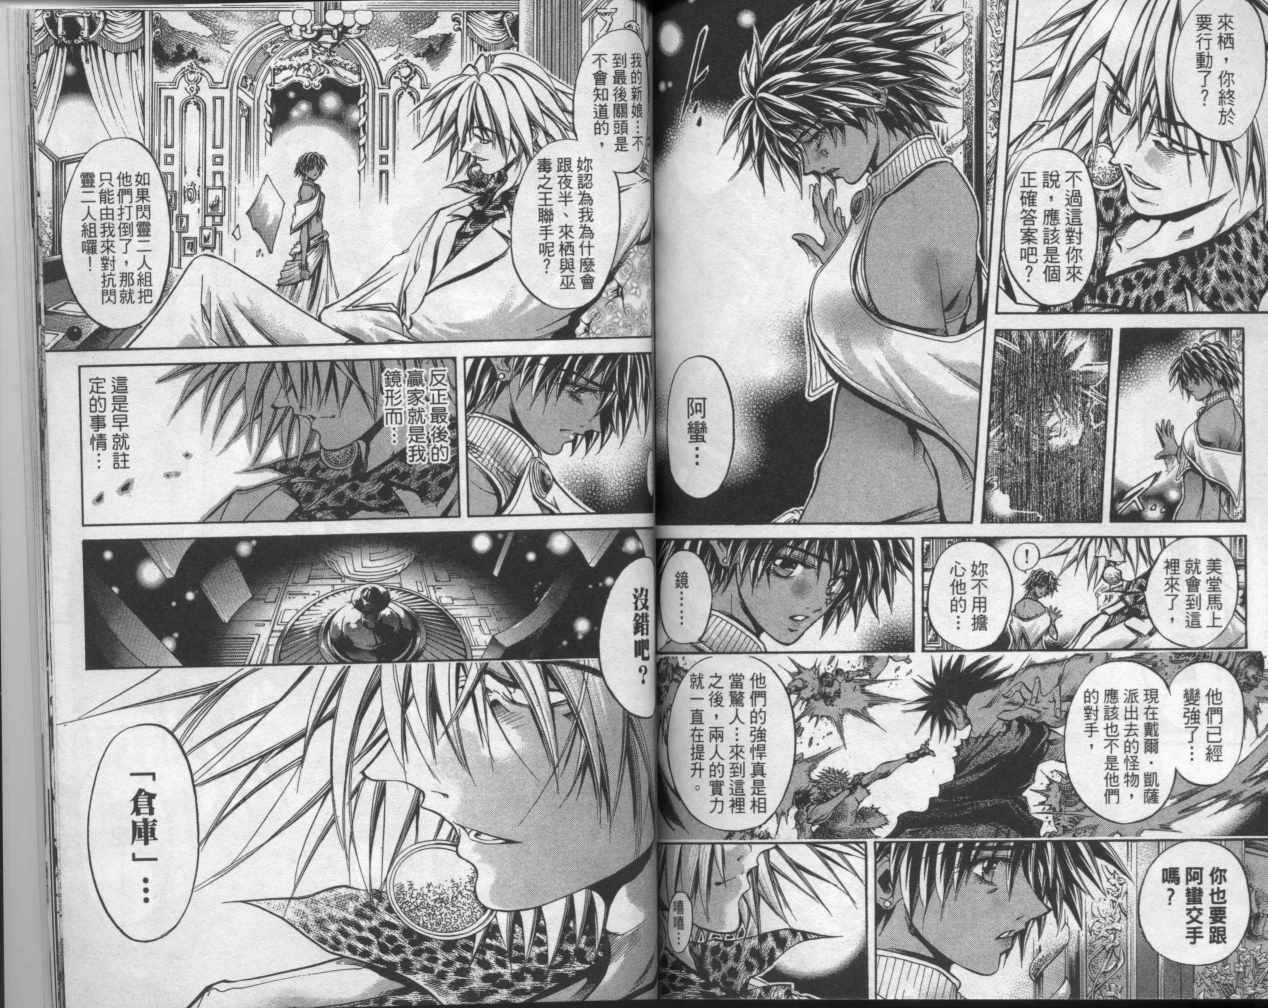 來栖，你終於
要行動了？
不過這對你來
說，應該是個
正確答案吧？
阿蠻…
美堂馬上
就會到這
裡來了，
！
妳不用擔
心他的…
鏡……
他們已經
變強了…
現在戴爾・凱薩
派出去的怪物，
應該也不是他們
的對手，
他們的強悍真是相
當驚人…來到這裡
之後，兩人的實力
就一直在提升。
你也要跟
阿蠻交手
嗎？
嘻嘻…
我的新娘…不
到最後關頭是
不會知道的，
妳認為我為什麼會
跟夜半、來栖與巫
毒之王聯手呢？
如果閃靈二人組把
他們打倒了，那就
只能由我來對抗閃
靈二人組囉！
反正最後的
贏家就是我
鏡形而…
這是早就註
定的事情…
沒錯吧？
「倉庫」…